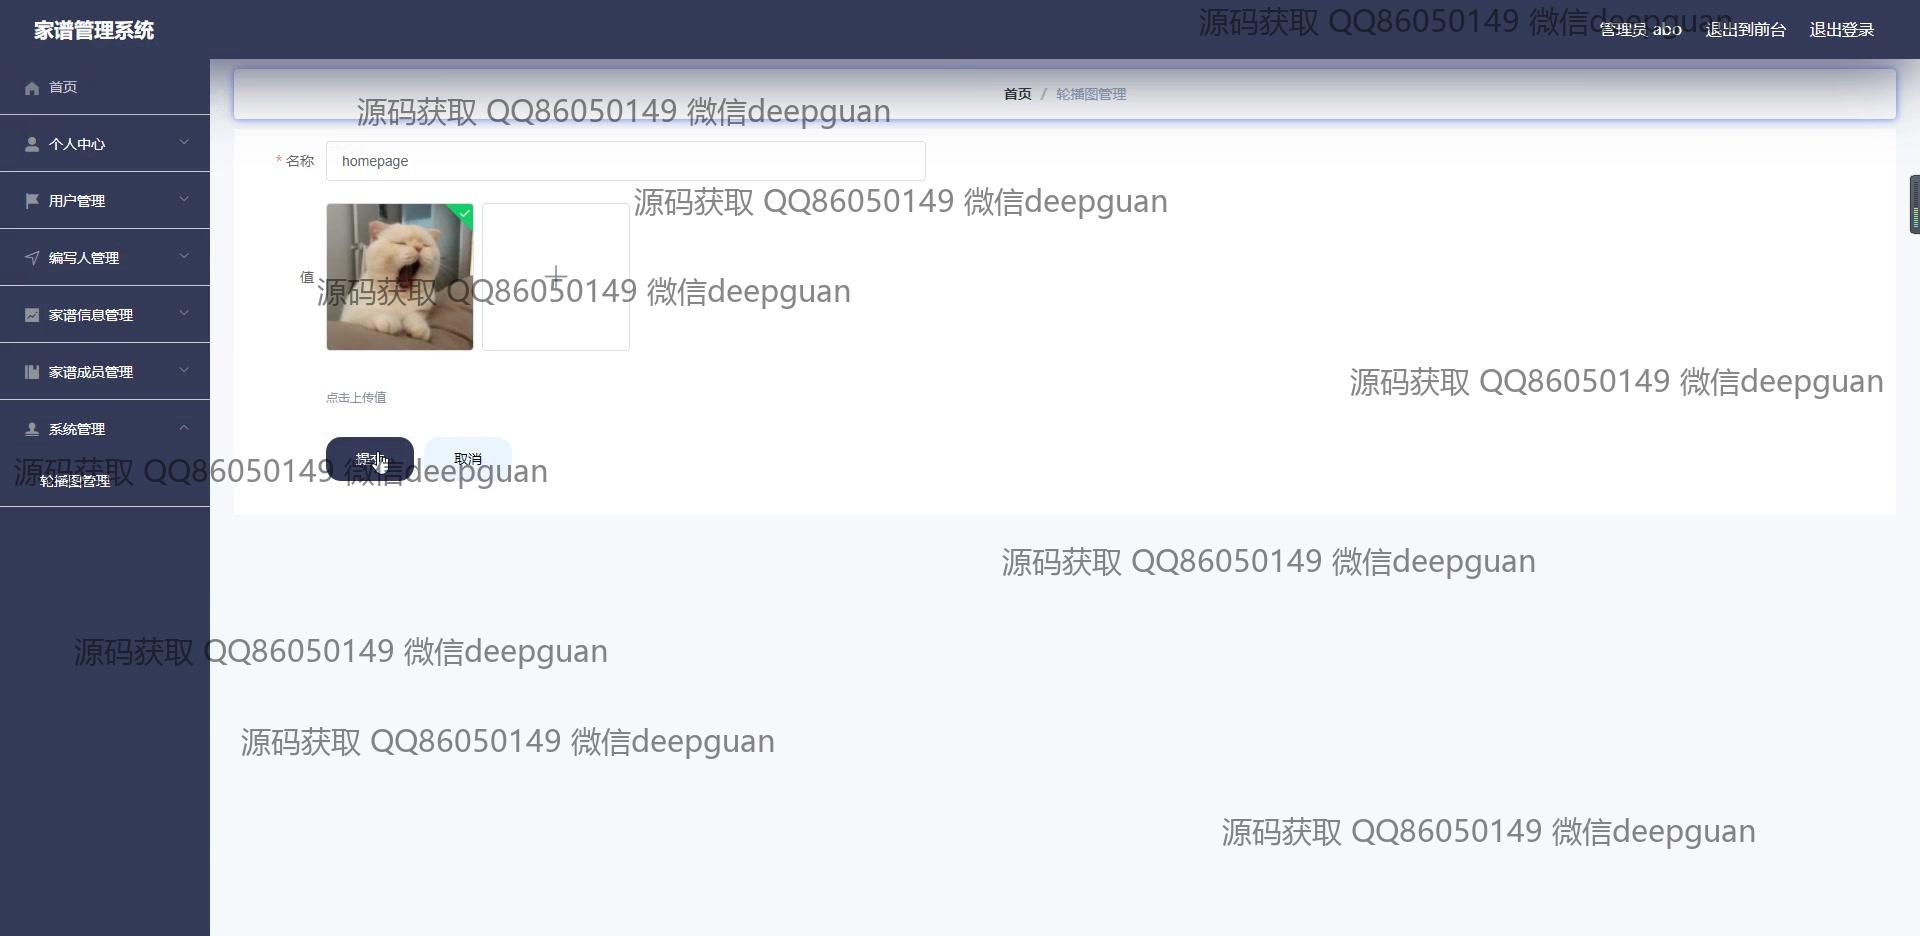 家谱管理系统
源码获取 QQ86050149 微信deepguan
管理员 abo 退出到前台 退出登录
首页
首页 / 轮播图管理
源码获取 QQ86050149 微信deepguan
个人中心
* 名称 homepage
用户管理
源码获取 QQ86050149 微信deepguan
编写人管理
值
源码获取 QQ86050149 微信deepguan
家谱信息管理
家谱成员管理
源码获取 QQ86050149 微信deepguan
点击上传值
系统管理
提交 取消
源码获取 QQ86050149 微信deepguan
轮播图管理
源码获取 QQ86050149 微信deepguan
源码获取 QQ86050149 微信deepguan
源码获取 QQ86050149 微信deepguan
源码获取 QQ86050149 微信deepguan